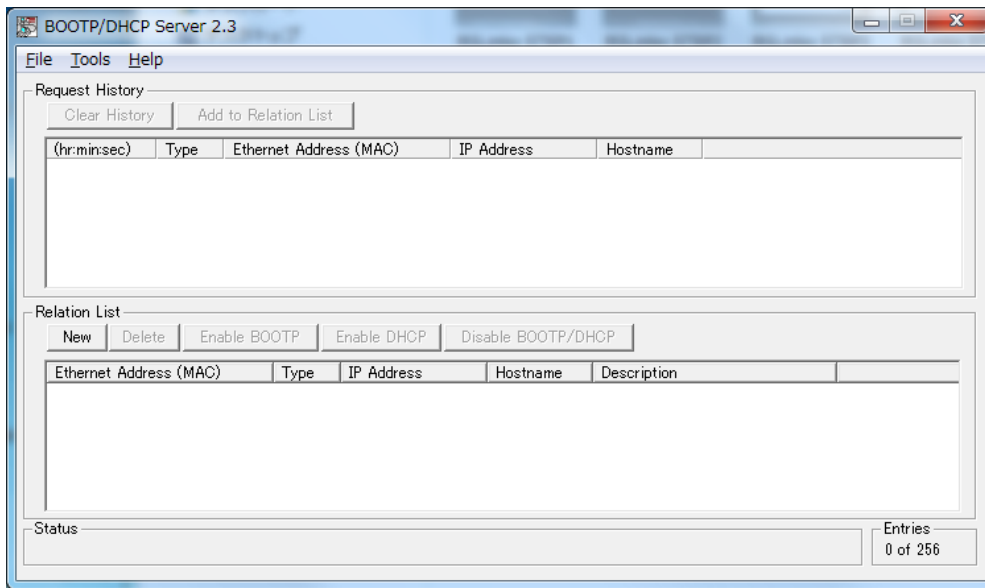 BOOTP/DHCP Server 2.3
File Tools Help
Request History
Clear History Add to Relation List
(hr:min:sec) Type Ethernet Address (MAC) IP Address Hostname
Relation List
New Delete Enable BOOTP Enable DHCP Disable BOOTP/DHCP
Ethernet Address (MAC) Type IP Address Hostname Description
Status
Entries
0 of 256